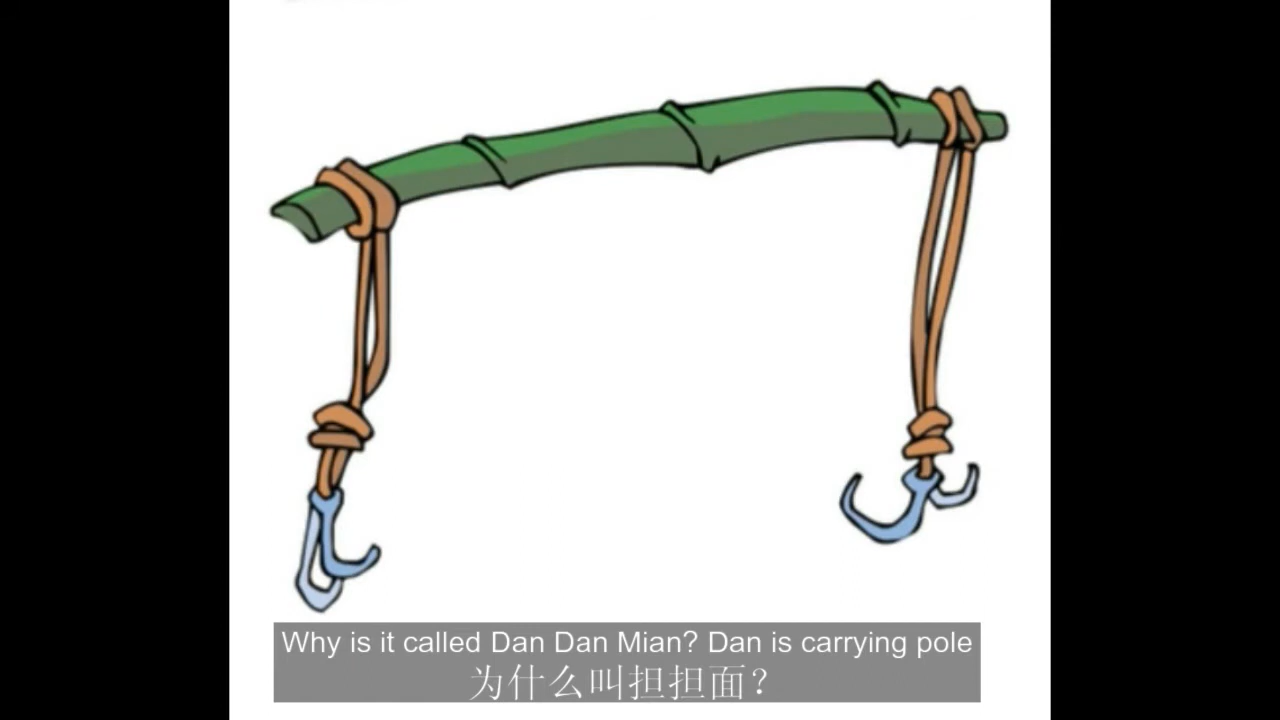 Why is it called Dan Dan Mian? Dan is carrying pole
为什么叫担担面？